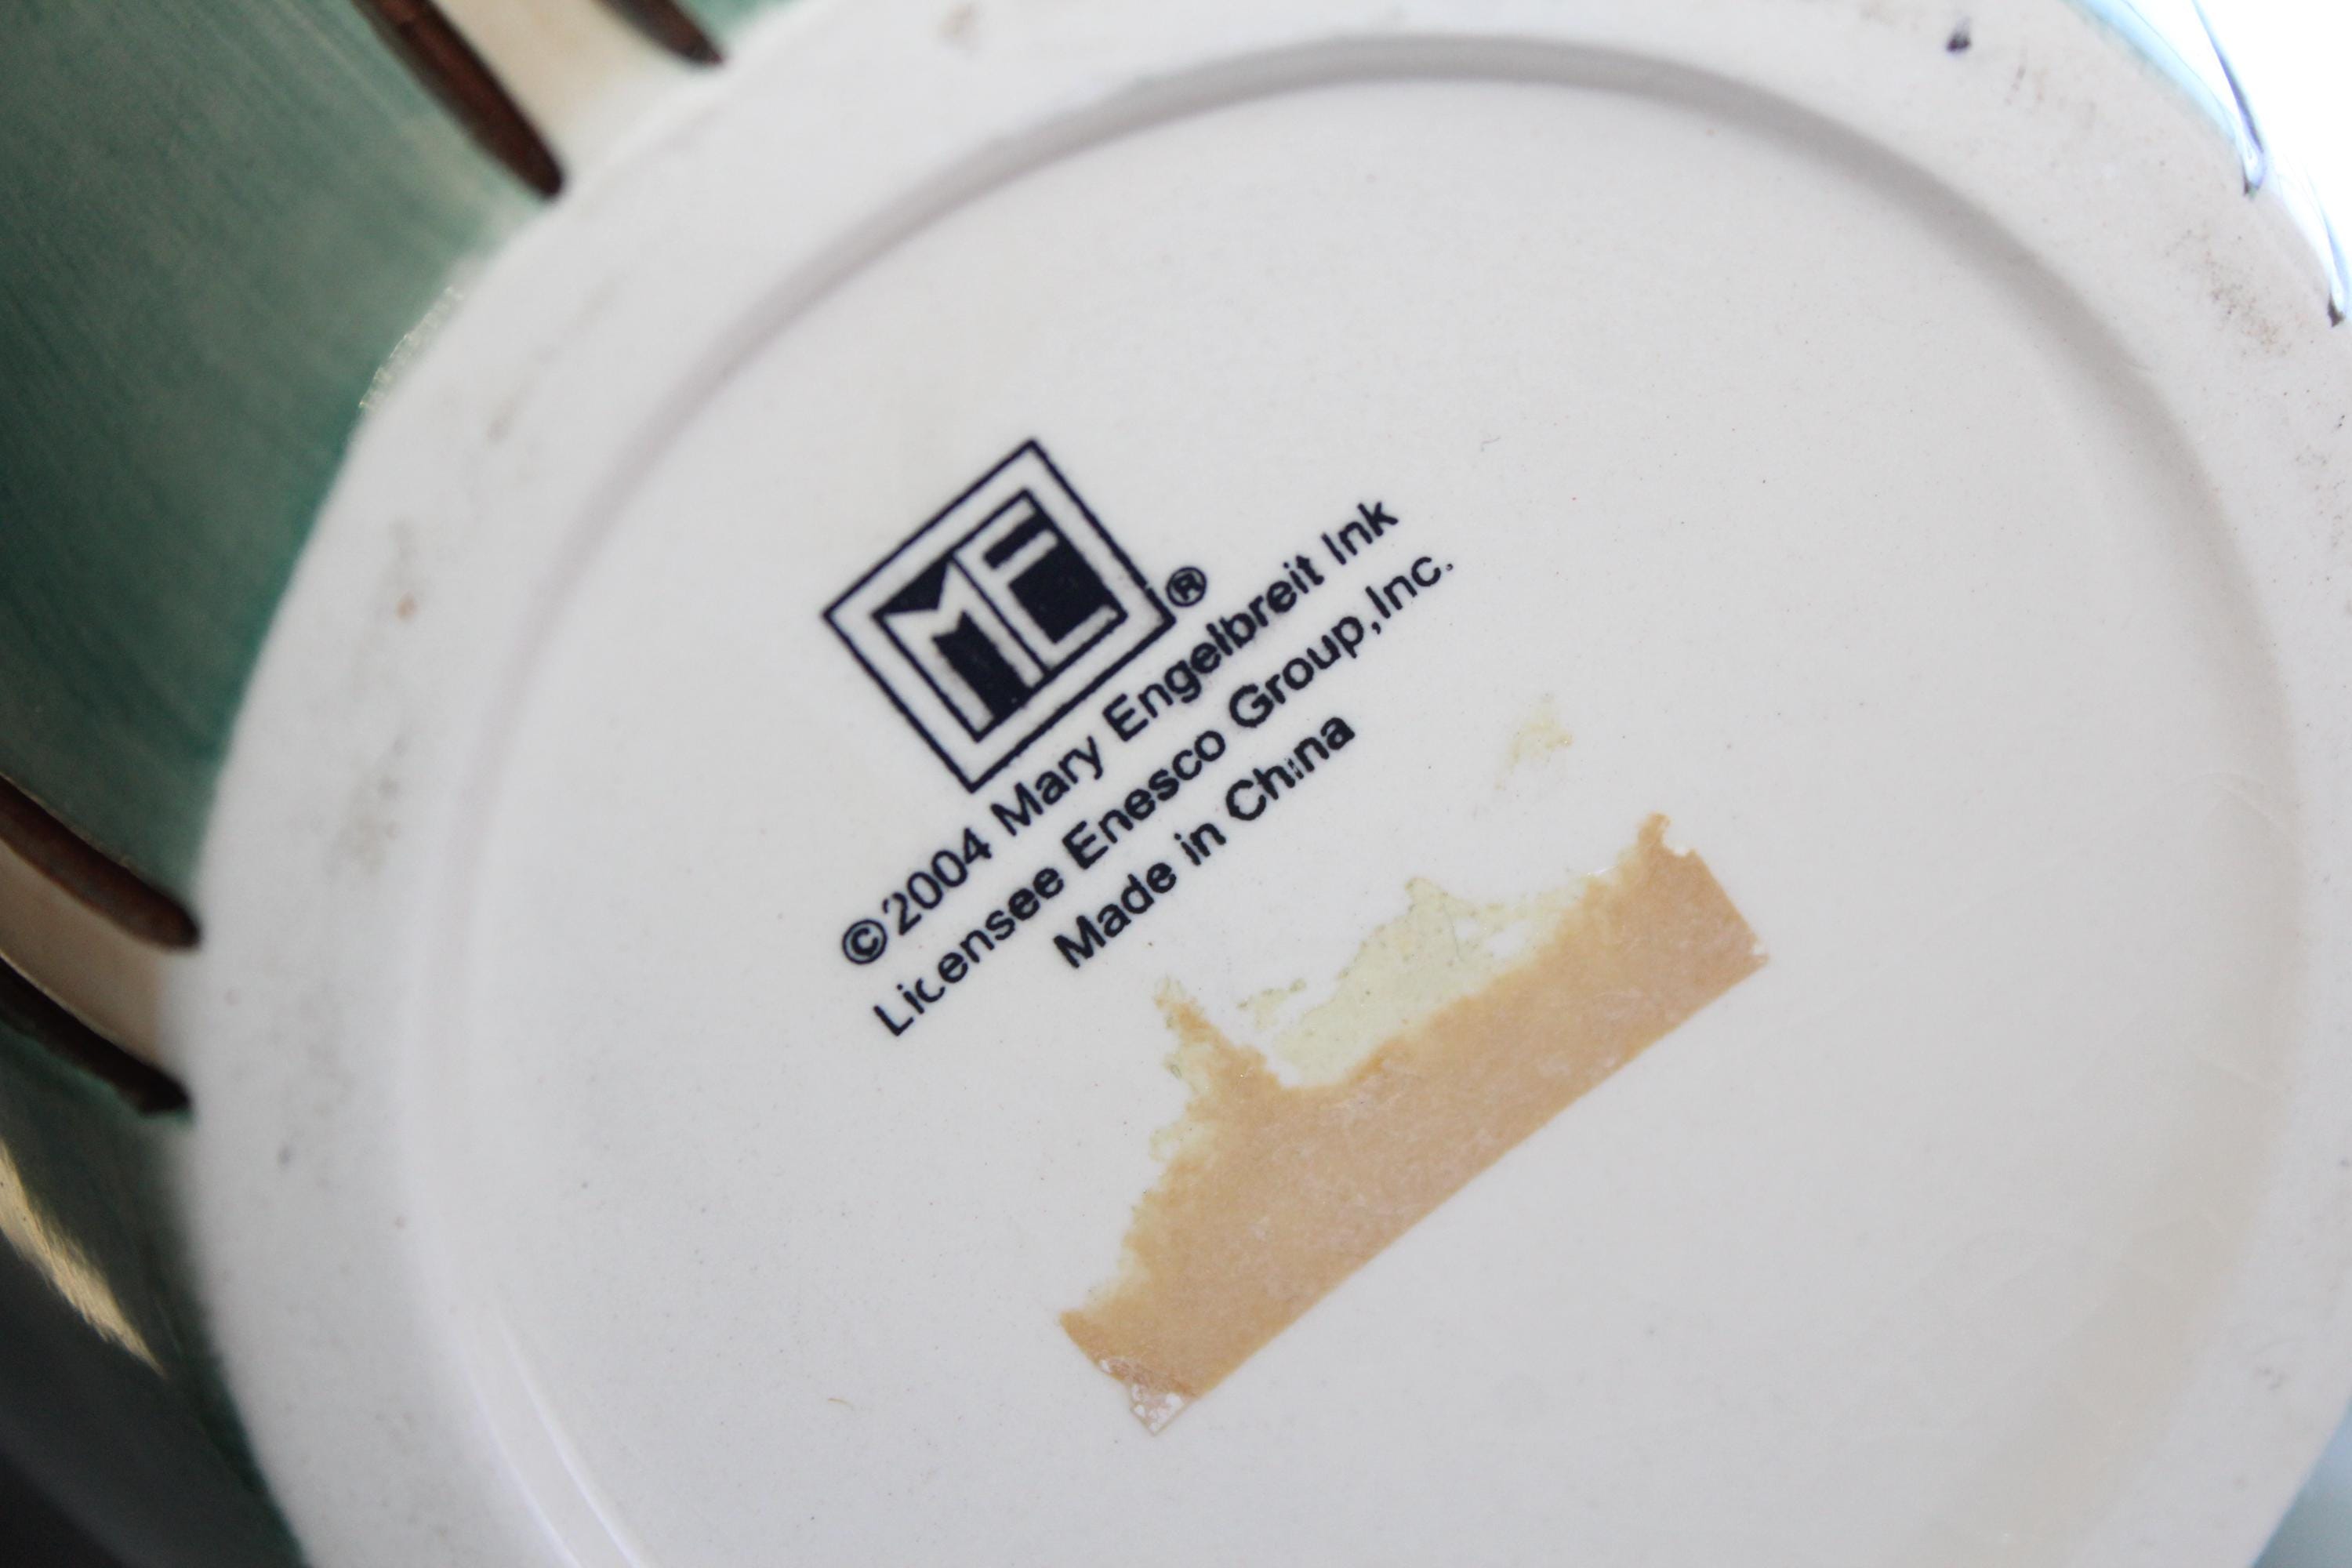 ME®
©2004 Mary Engelbreit Ink
Licensee Enesco Group,Inc.
Made in China